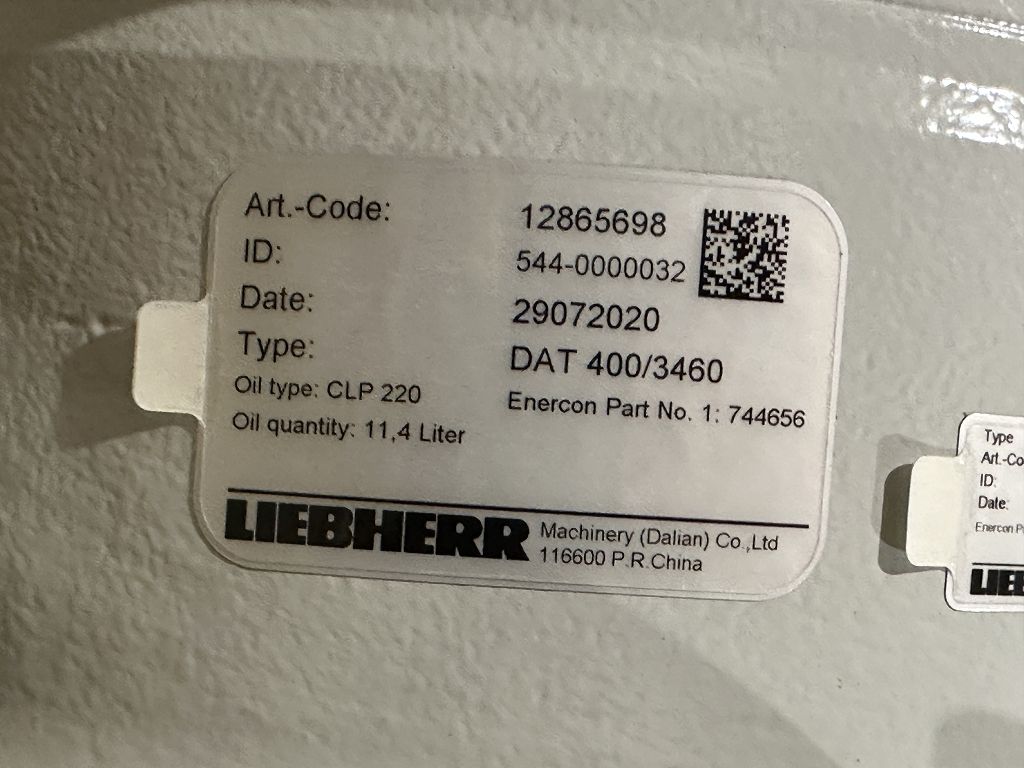 Art.-Code: 12865698
ID: 544-0000032
Date: 29072020
Type: DAT 400/3460
Oil type: CLP 220 Enercon Part No. 1: 744656
Oil quantity: 11,4 Liter
LIEBHERR Machinery (Dalian) Co.,Ltd
116600 P.R.China
Type
Art.-Co
ID:
Date:
Enercon
LIEB